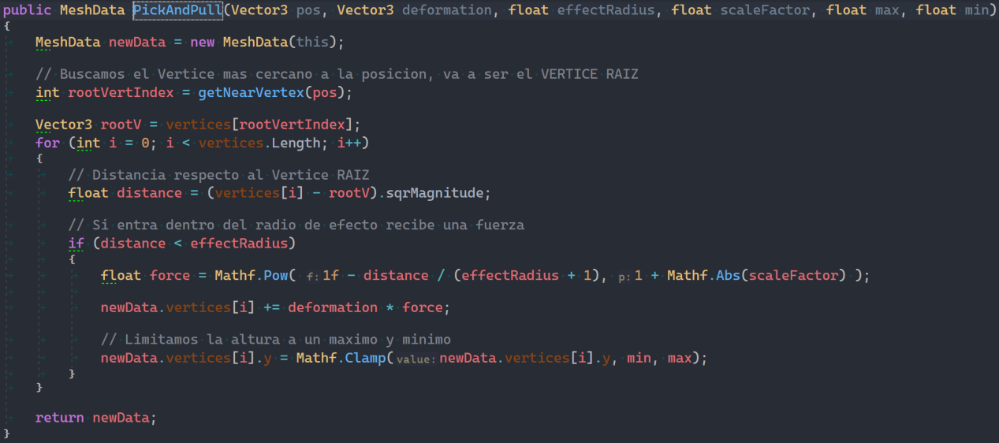 public MeshData PickAndPull(Vector3 pos, Vector3 deformation, float effectRadius, float scaleFactor, float max, float min)
{
MeshData newData = new MeshData(this);
// Buscamos el Vertice mas cercano a la posicion, va a ser el VERTICE RAIZ
int rootVertIndex = getNearVertex(pos);
Vector3 rootV = vertices[rootVertIndex];
for (int i = 0; i < vertices.Length; i++)
{
// Distancia respecto al Vertice RAIZ
float distance = (vertices[i] - rootV).sqrMagnitude;
// Si entra dentro del radio de efecto recibe una fuerza
if (distance < effectRadius)
{
float force = Mathf.Pow( f: 1f - distance / (effectRadius + 1), p: 1 + Mathf.Abs(scaleFactor) );
newData.vertices[i] += deformation * force;
// Limitamos la altura a un maximo y minimo
newData.vertices[i].y = Mathf.Clamp( value: newData.vertices[i].y, min, max);
}
}
return newData;
}